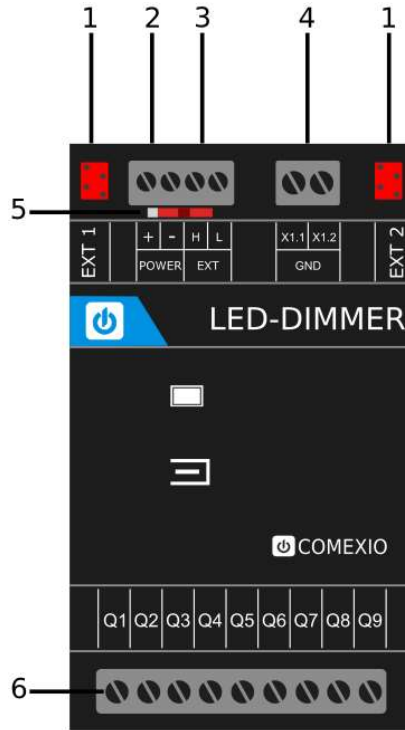 1 2 3 4 1
5
EXT 1
+ - H L
POWER EXT
X1.1 X1.2
GND
EXT 2
LED-DIMMER
COMEXIO
Q1 Q2 Q3 Q4 Q5 Q6 Q7 Q8 Q9
6